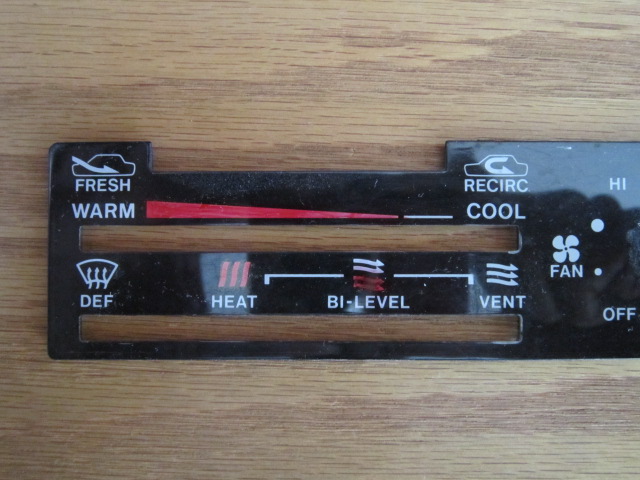 FRESH RECIRC HI
WARM COOL
FAN
DEF HEAT BI-LEVEL VENT
OFF